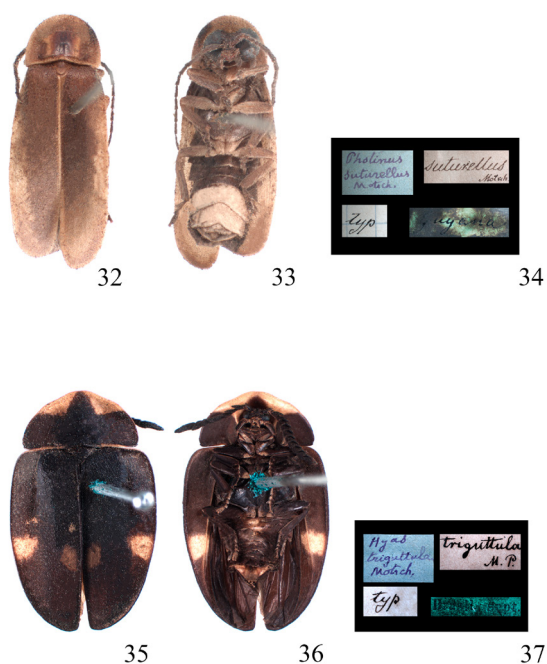 32
33
Photinus
suturellus
Motsch.
suturellus
Motsch
typ
34
35
36
Hyas
triguttula
Motsch.
triguttula
M. P.
typ
37